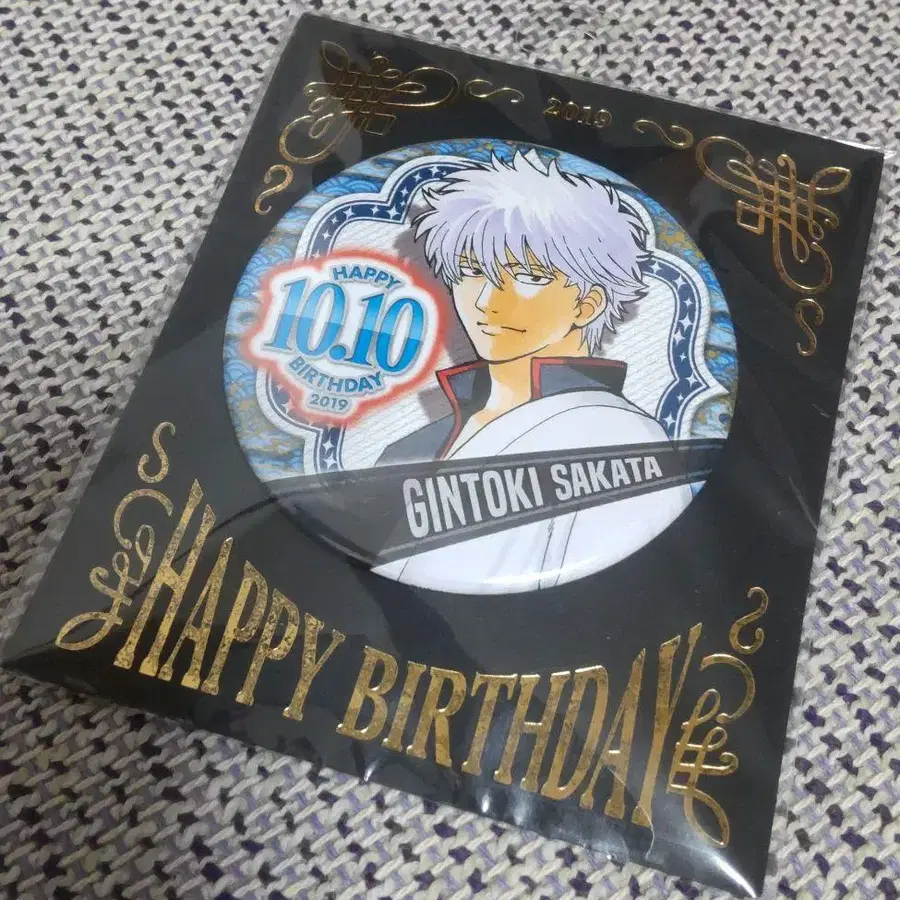 2019
HAPPY
10.10
BIRTHDAY
2019
GINTOKI SAKATA
HAPPY BIRTHDAY